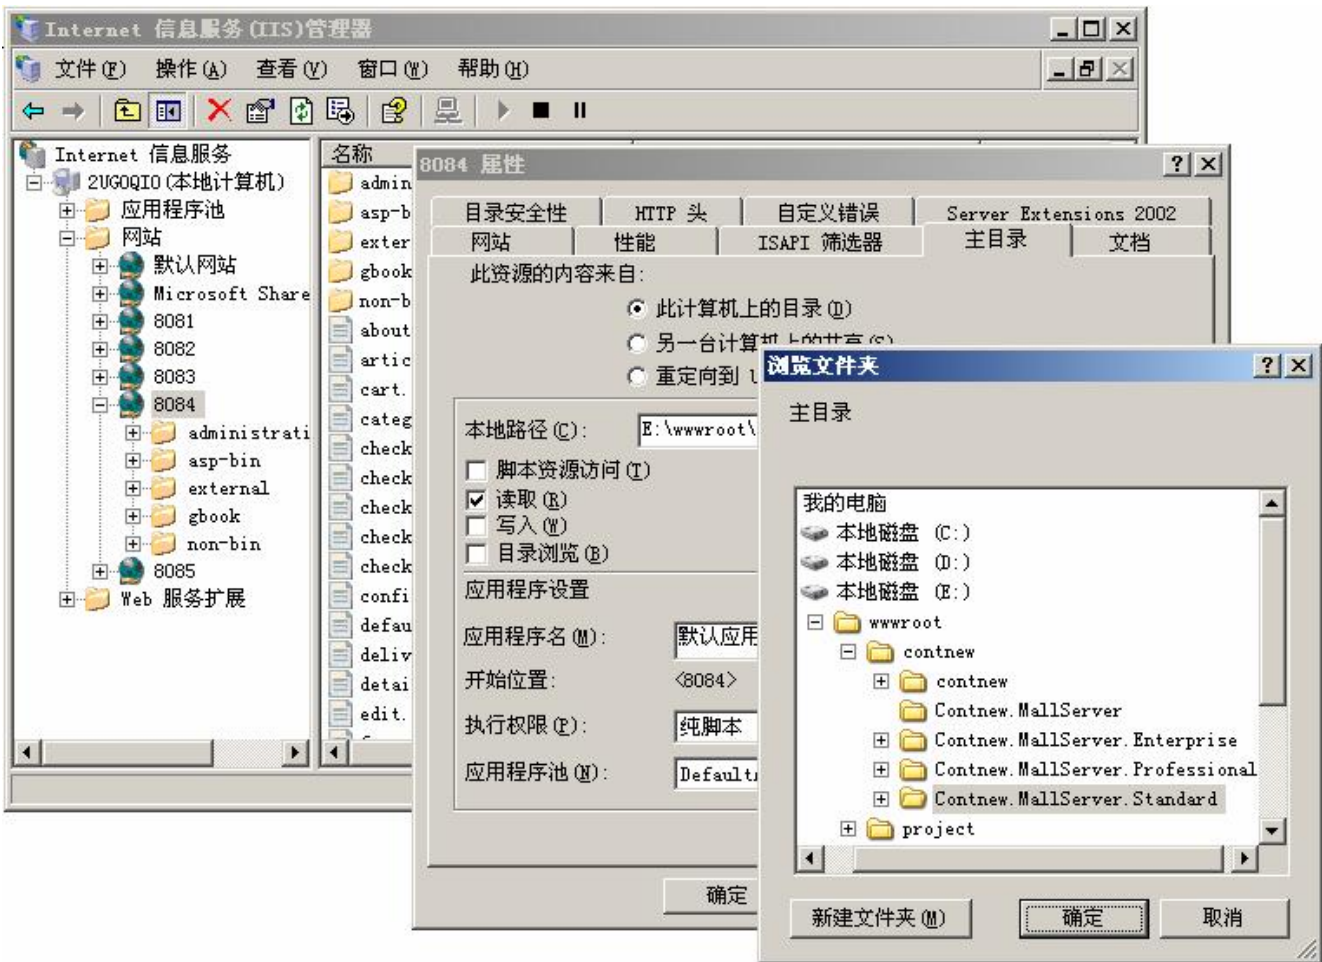 Internet 信息服务(IIS)管理器
文件(F) 操作(A) 查看(V) 窗口(W) 帮助(H)
Internet 信息服务
2UGOQIO(本地计算机)
应用程序池
网站
默认网站
Microsoft Share
8081
8082
8083
8084
administrati
asp-bin
external
gbook
non-bin
8085
Web 服务扩展
名称
admin
asp-b
exter
gbook
non-b
about
artic
cart.
categ
check
check
check
check
check
confi
defau
deliv
detai
edit.
8084 属性
目录安全性 HTTP 头 自定义错误 Server Extensions 2002
网站 性能 ISAPI 筛选器 主目录 文档
此资源的内容来自:
此计算机上的目录(D)
另一台计算机上的共享(S)
重定向到 U
本地路径(C): E:\wwwroot\
脚本资源访问(T)
读取(R)
写入(W)
目录浏览(B)
应用程序设置
应用程序名(M): 默认应用
开始位置: <8084>
执行权限(P): 纯脚本
应用程序池(N): Default
确定
浏览文件夹
主目录
我的电脑
本地磁盘 (C:)
本地磁盘 (D:)
本地磁盘 (E:)
wwwroot
contnew
contnew
Contnew.MallServer
Contnew.MallServer.Enterprise
Contnew.MallServer.Professional
Contnew.MallServer.Standard
project
新建文件夹(M) 确定 取消